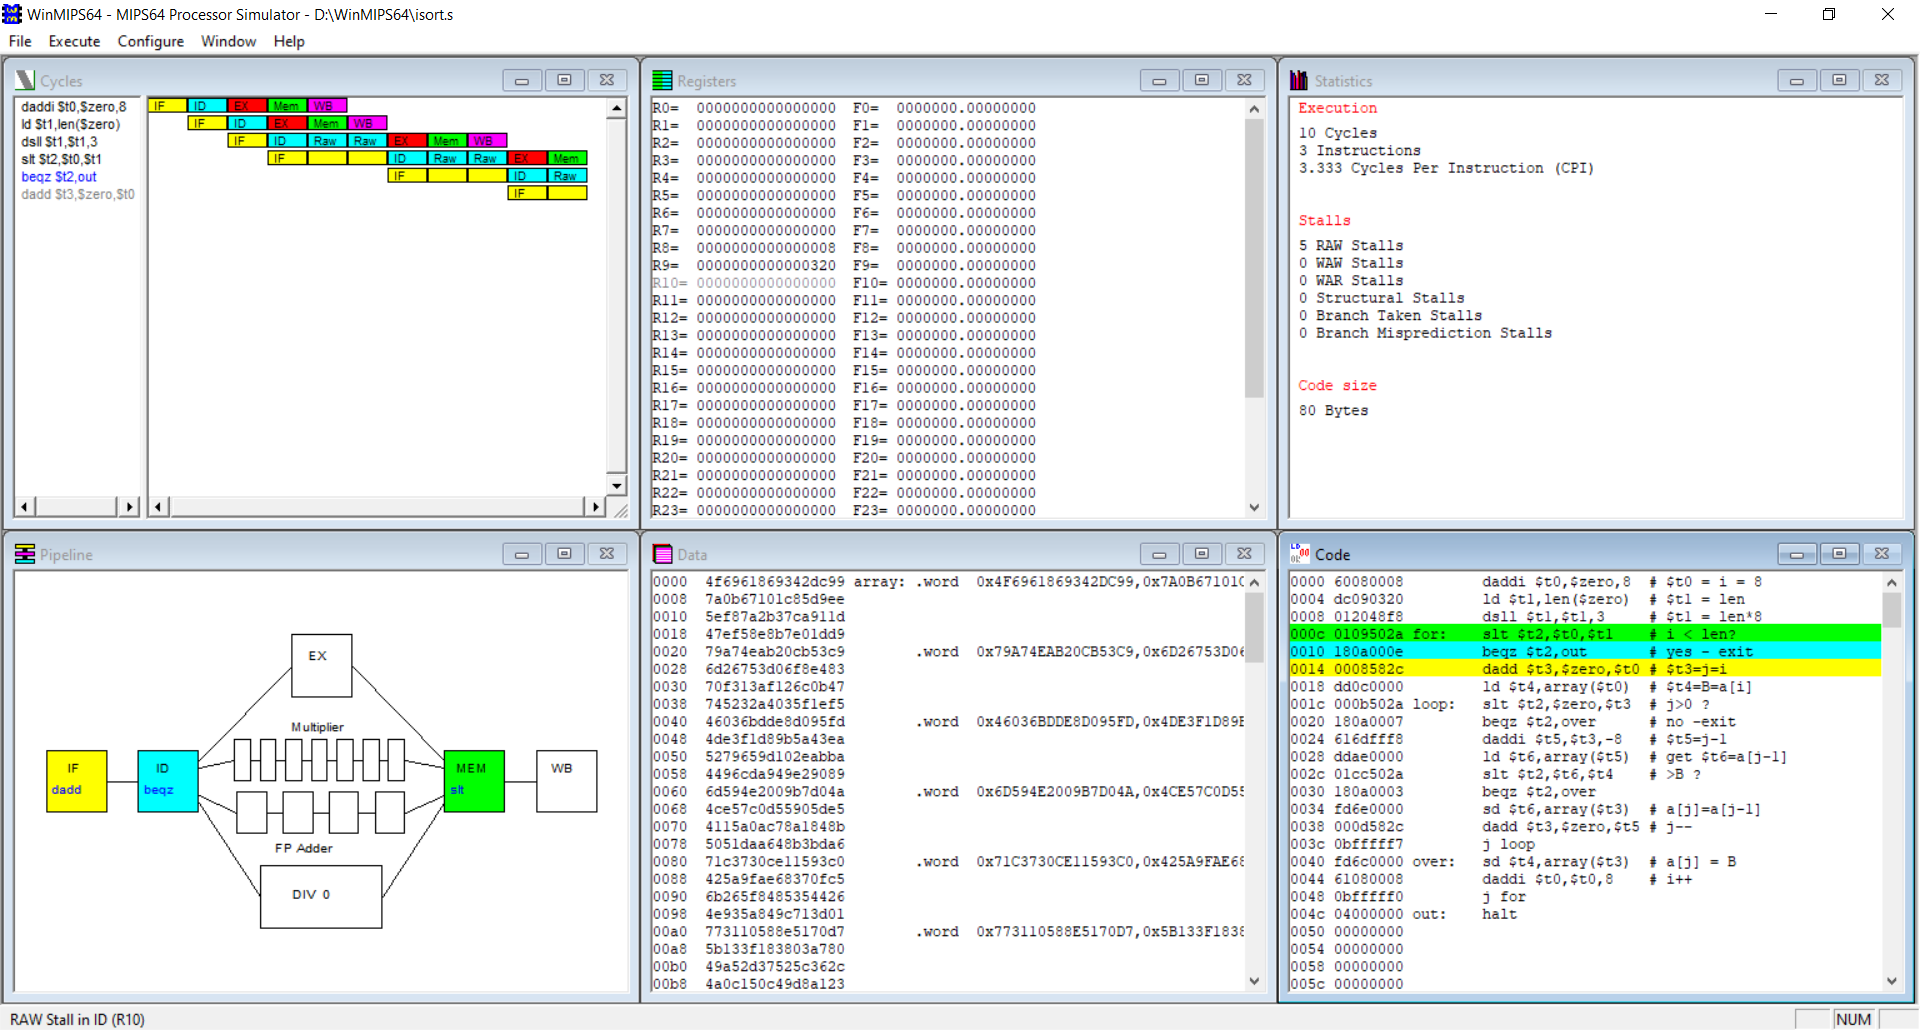 WinMIPS64 - MIPS64 Processor Simulator - D:\WinMIPS64\isort.s
File Execute Configure Window Help
Cycles
daddi $t0,$zero,8 IF ID EX Mem WB
ld $t1,len($zero) IF ID EX Mem WB
dsll $t1,$t1,3 IF ID Raw Raw EX Mem WB
slt $t2,$t0,$t1 IF ID Raw Raw EX Mem
beqz $t2,out IF ID Raw
dadd $t3,$zero,$t0 IF
Registers
R0= 0000000000000000 F0= 0000000.00000000
R1= 0000000000000000 F1= 0000000.00000000
R2= 0000000000000000 F2= 0000000.00000000
R3= 0000000000000000 F3= 0000000.00000000
R4= 0000000000000000 F4= 0000000.00000000
R5= 0000000000000000 F5= 0000000.00000000
R6= 0000000000000000 F6= 0000000.00000000
R7= 0000000000000000 F7= 0000000.00000000
R8= 0000000000000008 F8= 0000000.00000000
R9= 0000000000000320 F9= 0000000.00000000
R10= 0000000000000000 F10= 0000000.00000000
R11= 0000000000000000 F11= 0000000.00000000
R12= 0000000000000000 F12= 0000000.00000000
R13= 0000000000000000 F13= 0000000.00000000
R14= 0000000000000000 F14= 0000000.00000000
R15= 0000000000000000 F15= 0000000.00000000
R16= 0000000000000000 F16= 0000000.00000000
R17= 0000000000000000 F17= 0000000.00000000
R18= 0000000000000000 F18= 0000000.00000000
R19= 0000000000000000 F19= 0000000.00000000
R20= 0000000000000000 F20= 0000000.00000000
R21= 0000000000000000 F21= 0000000.00000000
R22= 0000000000000000 F22= 0000000.00000000
R23= 0000000000000000 F23= 0000000.00000000
Statistics
Execution
10 Cycles
3 Instructions
3.333 Cycles Per Instruction (CPI)
Stalls
5 RAW Stalls
0 WAW Stalls
0 WAR Stalls
0 Structural Stalls
0 Branch Taken Stalls
0 Branch Misprediction Stalls
Code size
80 Bytes
Pipeline
EX
Multiplier
IF
dadd
ID
beqz
MEM
slt
WB
FP Adder
DIV 0
Data
0000 4f6961869342dc99 array: .word 0x4F6961869342DC99,0x7A0B67101C
0008 7a0b67101c85d9ee
0010 5ef87a2b37ca911d
0018 47ef58e8b7e01dd9
0020 79a74eab20cb53c9 .word 0x79A74EAB20CB53C9,0x6D26753D06
0028 6d26753d06f8e483
0030 70f313af126c0b47
0038 745232a4035f1ef5
0040 46036bdde8d095fd .word 0x46036BDDE8D095FD,0x4DE3F1D89B
0048 4de3f1d89b5a43ea
0050 5279659d102eabba
0058 4496cda949e29089
0060 6d594e2009b7d04a .word 0x6D594E2009B7D04A,0x4CE57C0D55
0068 4ce57c0d55905de5
0070 4115a0ac78a1848b
0078 5051daa648b3bda6
0080 71c3730ce11593c0 .word 0x71C3730CE11593C0,0x425A9FAE68
0088 425a9fae68370fc5
0090 6b265f8485354426
0098 4e935a849c713d01
00a0 773110588e5170d7 .word 0x773110588E5170D7,0x5B133F1838
00a8 5b133f183803a780
00b0 49a52d37525c362c
00b8 4a0c150c49d8a123
Code
0000 60080008 daddi $t0,$zero,8 # $t0 = i = 8
0004 dc090320 ld $t1,len($zero) # $t1 = len
0008 012048f8 dsll $t1,$t1,3 # $t1 = len*8
000c 0109502a for: slt $t2,$t0,$t1 # i < len?
0010 180a000e beqz $t2,out # yes - exit
0014 0008582c dadd $t3,$zero,$t0 # $t3=j=i
0018 dd0c0000 ld $t4,array($t0) # $t4=B=a[i]
001c 000b502a loop: slt $t2,$zero,$t3 # j>0 ?
0020 180a0007 beqz $t2,over # no -exit
0024 616dfff8 daddi $t5,$t3,-8 # $t5=j-1
0028 ddae0000 ld $t6,array($t5) # get $t6=a[j-1]
002c 01cc502a slt $t2,$t6,$t4 # >B ?
0030 180a0003 beqz $t2,over
0034 fd6e0000 sd $t6,array($t3) # a[j]=a[j-1]
0038 000d582c dadd $t3,$zero,$t5 # j--
003c 0bfffff7 j loop
0040 fd6c0000 over: sd $t4,array($t3) # a[j] = B
0044 61080008 daddi $t0,$t0,8 # i++
0048 0bfffff0 j for
004c 04000000 out: halt
0050 00000000
0054 00000000
0058 00000000
005c 00000000
RAW Stall in ID (R10)
NUM